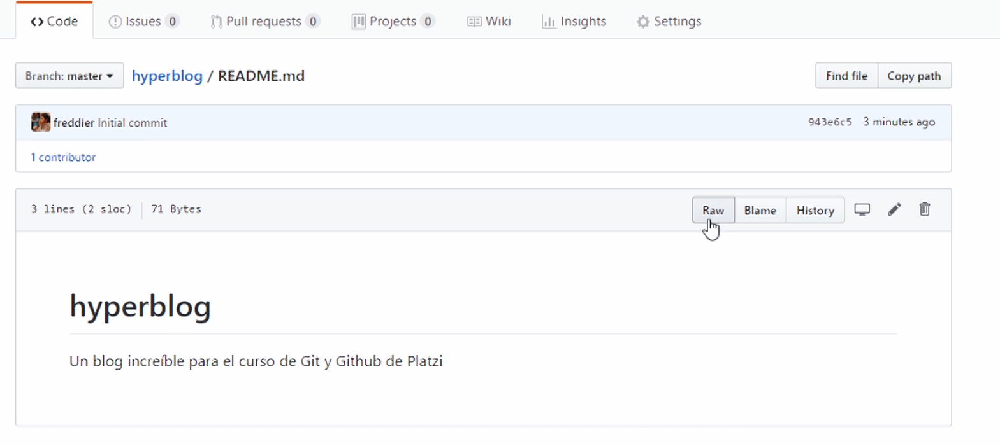 Code Issues 0 Pull requests 0 Projects 0 Wiki Insights Settings
Branch: master hyperblog / README.md Find file Copy path
freddier Initial commit 943e6c5 3 minutes ago
1 contributor
3 lines (2 sloc) 71 Bytes Raw Blame History
hyperblog
Un blog increíble para el curso de Git y Github de Platzi